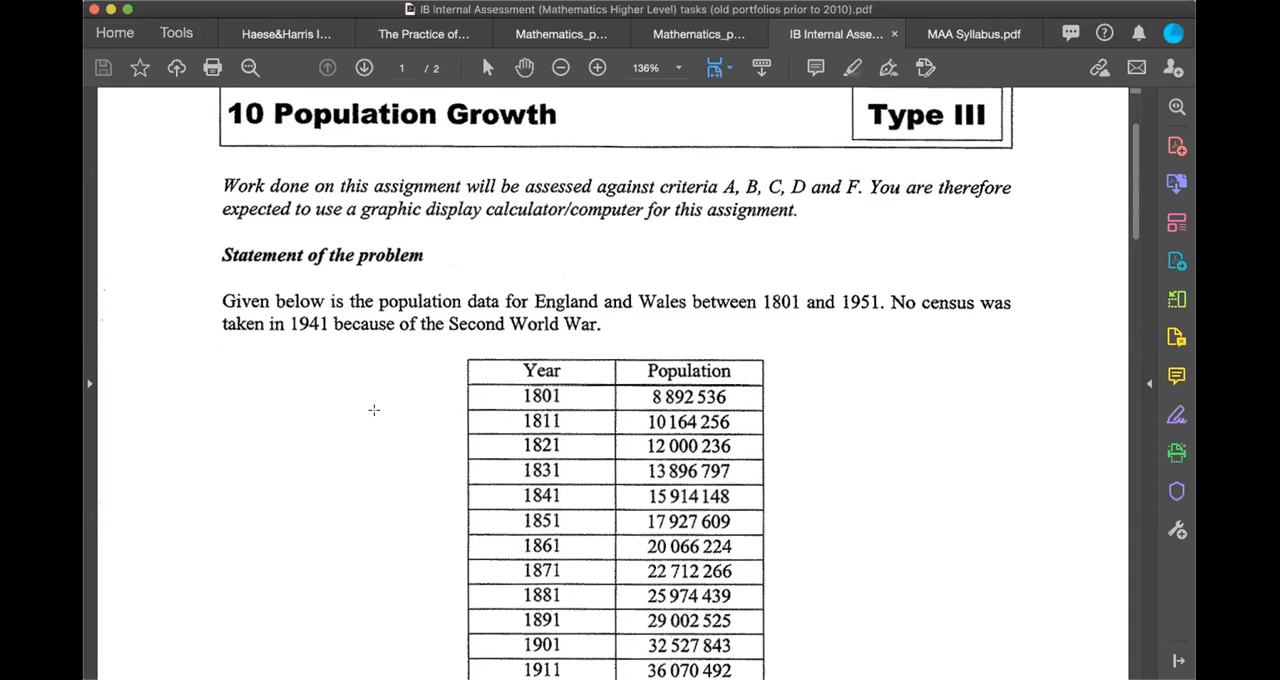 IB Internal Assessment (Mathematics Higher Level) tasks (old portfolios prior to 2010).pdf
Home Tools Haese&Harris I... The Practice of... Mathematics_p... Mathematics_p... IB Internal Asse... × MAA Syllabus.pdf
1 / 2 136%
10 Population Growth Type III
Work done on this assignment will be assessed against criteria A, B, C, D and F. You are therefore
expected to use a graphic display calculator/computer for this assignment.
Statement of the problem
Given below is the population data for England and Wales between 1801 and 1951. No census was
taken in 1941 because of the Second World War.
Year Population
1801 8 892 536
1811 10 164 256
1821 12 000 236
1831 13 896 797
1841 15 914 148
1851 17 927 609
1861 20 066 224
1871 22 712 266
1881 25 974 439
1891 29 002 525
1901 32 527 843
1911 36 070 492